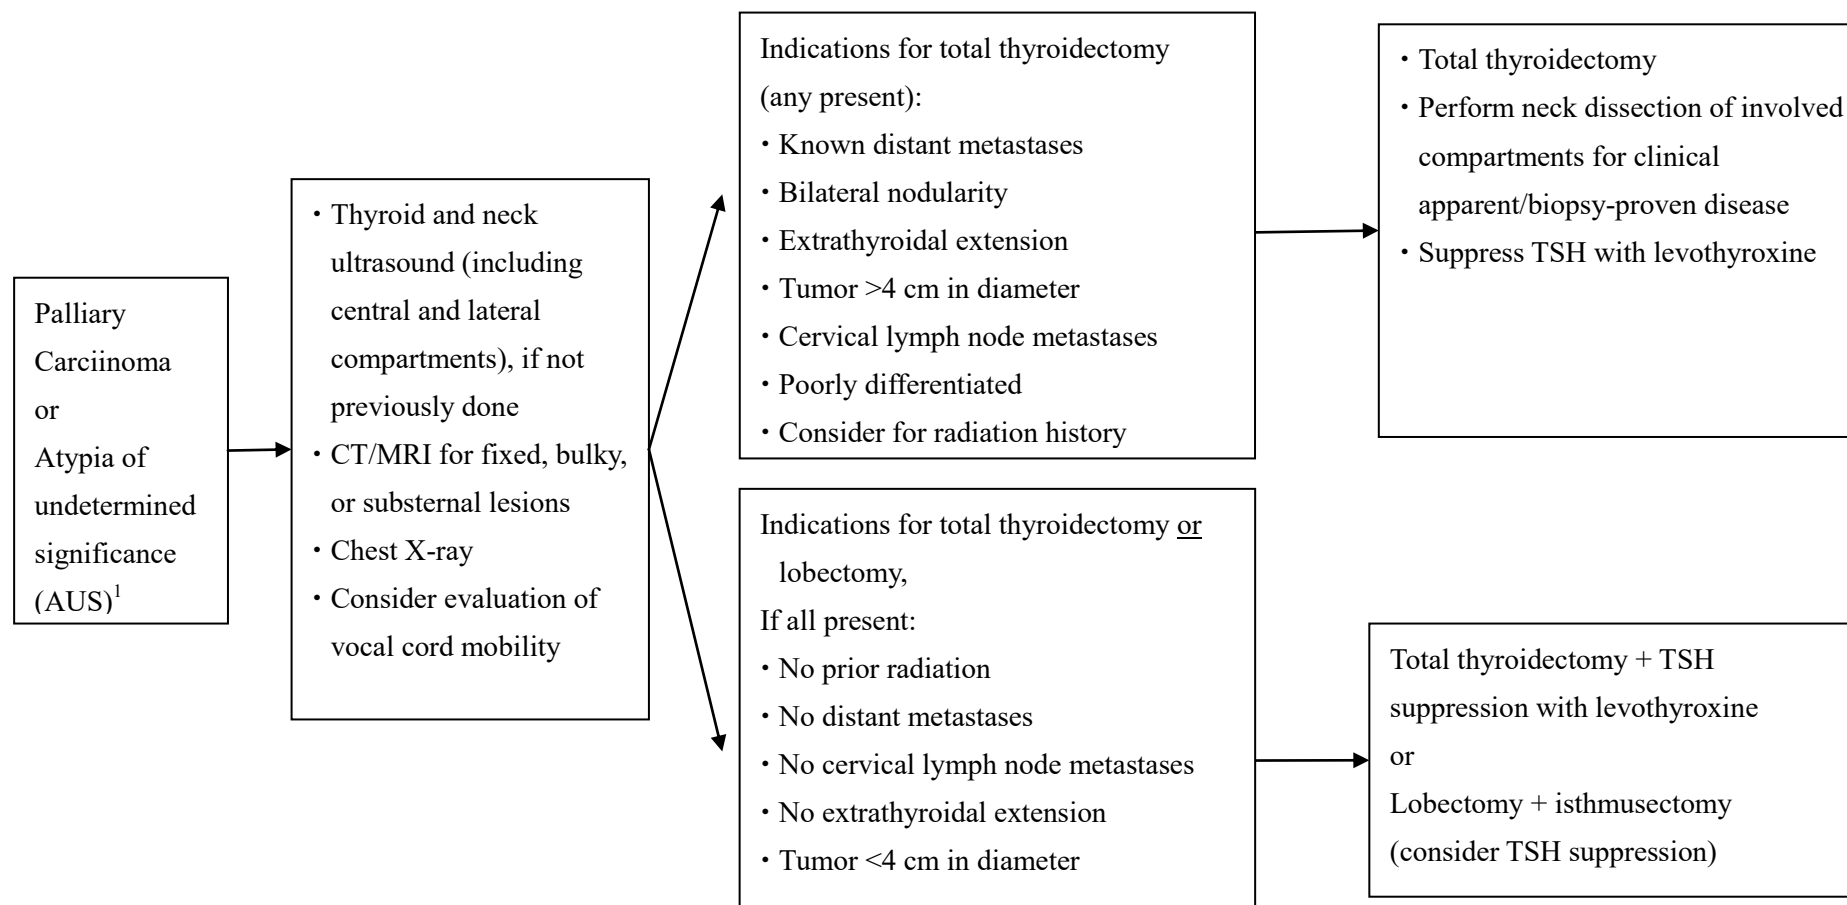 Palliary
Carciinoma
or
Atypia of
undetermined
significance
(AUS)1
・Thyroid and neck
ultrasound (including
central and lateral
compartments), if not
previously done
・CT/MRI for fixed, bulky,
or substernal lesions
・Chest X-ray
・Consider evaluation of
vocal cord mobility
Indications for total thyroidectomy
(any present):
・Known distant metastases
・Bilateral nodularity
・Extrathyroidal extension
・Tumor >4 cm in diameter
・Cervical lymph node metastases
・Poorly differentiated
・Consider for radiation history
・Total thyroidectomy
・Perform neck dissection of involved
compartments for clinical
apparent/biopsy-proven disease
・Suppress TSH with levothyroxine
Indications for total thyroidectomy or
lobectomy,
If all present:
・No prior radiation
・No distant metastases
・No cervical lymph node metastases
・No extrathyroidal extension
・Tumor <4 cm in diameter
Total thyroidectomy + TSH
suppression with levothyroxine
or
Lobectomy + isthmusectomy
(consider TSH suppression)